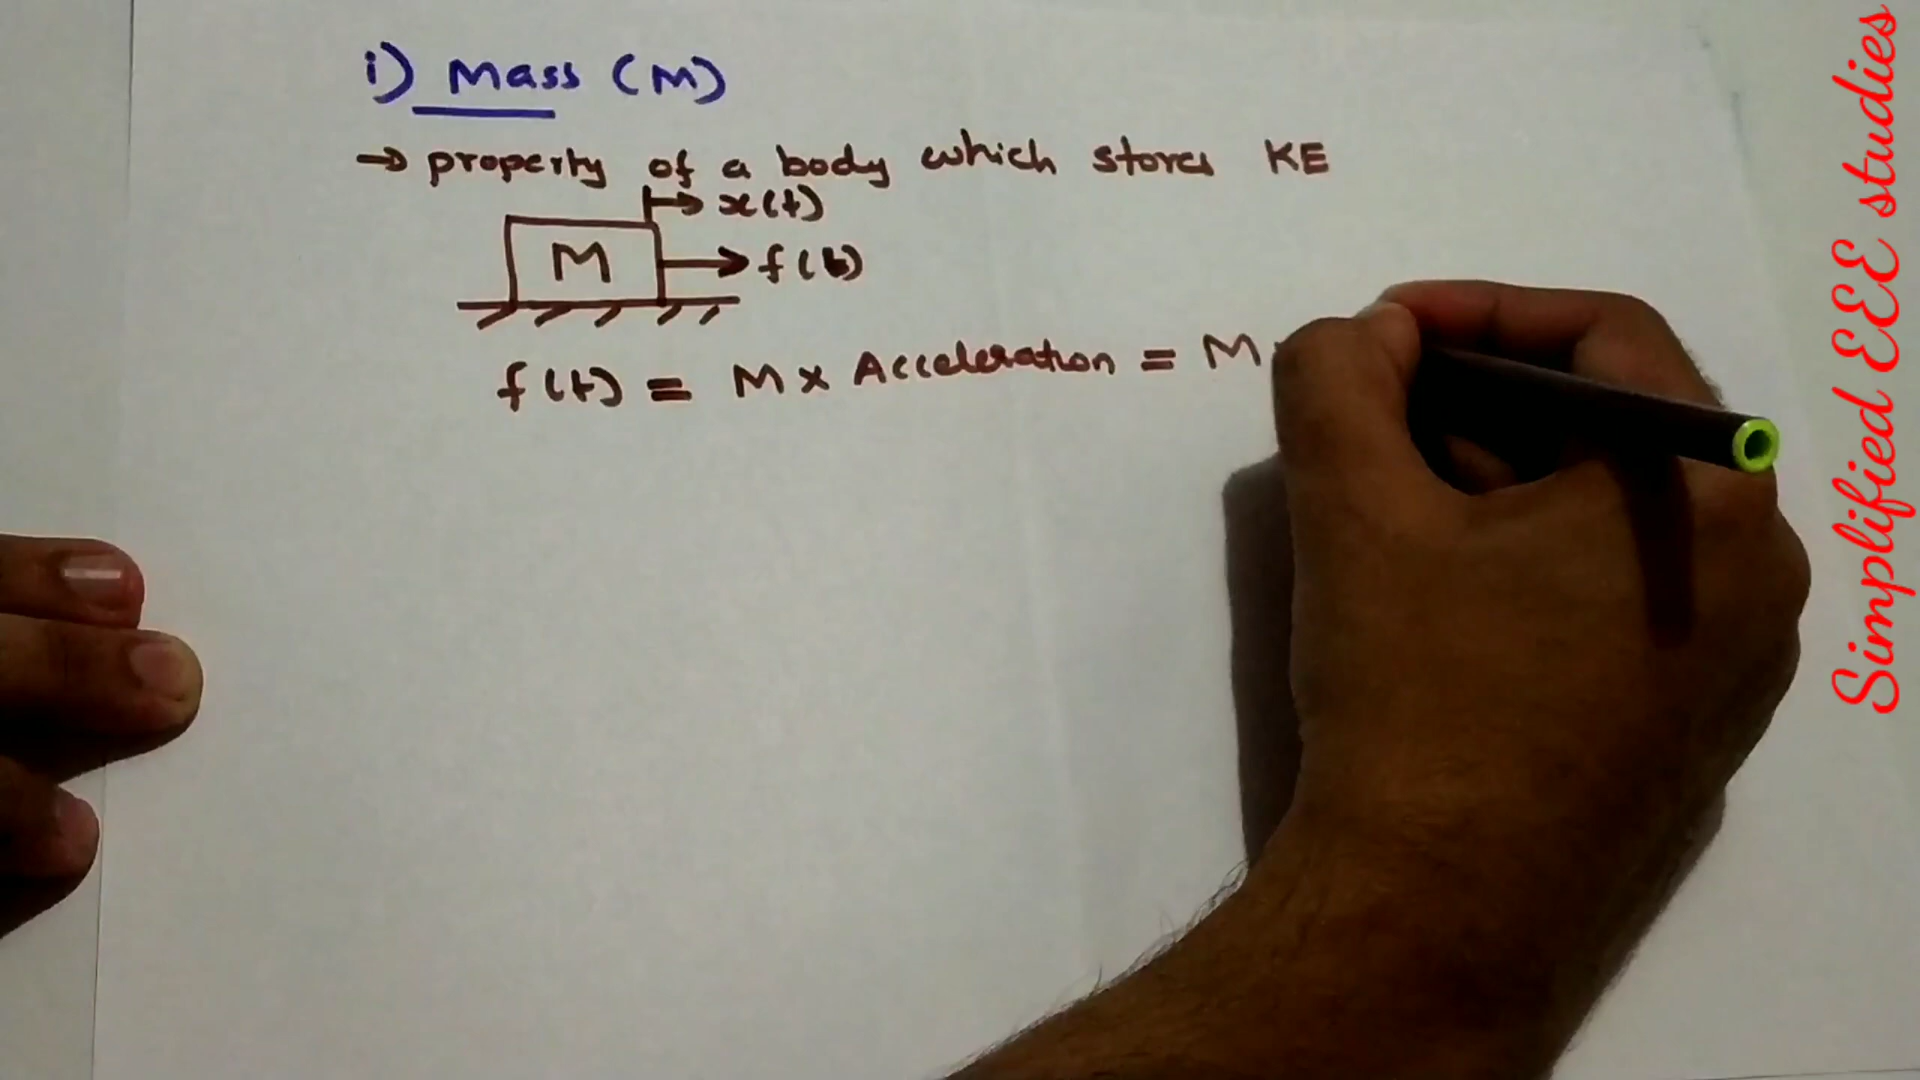 i) Mass (M)
→ property of a body which stores KE
x(t)
M
f(t)
f(t) = M × Acceleration = M
Simplified EEE studies